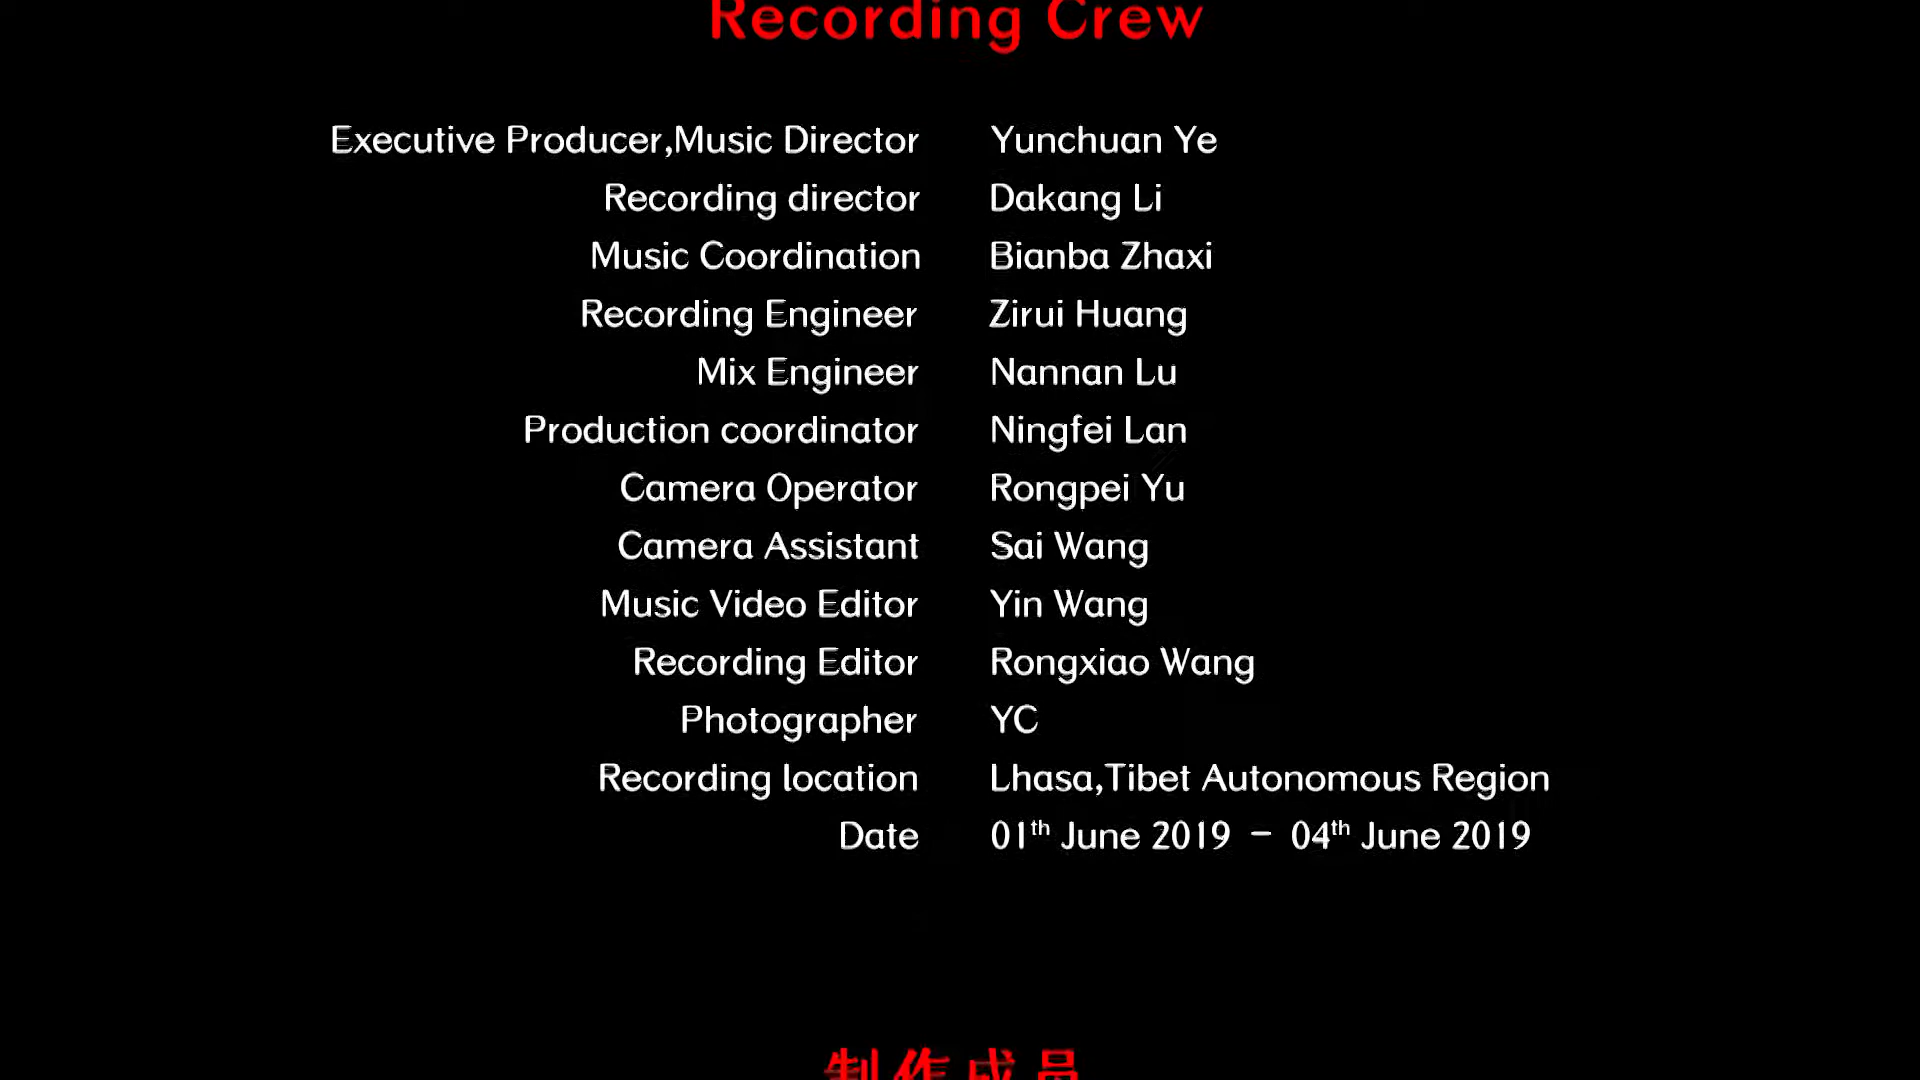 Recording Crew
Executive Producer,Music Director Yunchuan Ye
Recording director Dakang Li
Music Coordination Bianba Zhaxi
Recording Engineer Zirui Huang
Mix Engineer Nannan Lu
Production coordinator Ningfei Lan
Camera Operator Rongpei Yu
Camera Assistant Sai Wang
Music Video Editor Yin Wang
Recording Editor Rongxiao Wang
Photographer YC
Recording location Lhasa,Tibet Autonomous Region
Date 01th June 2019 – 04th June 2019
制作成员